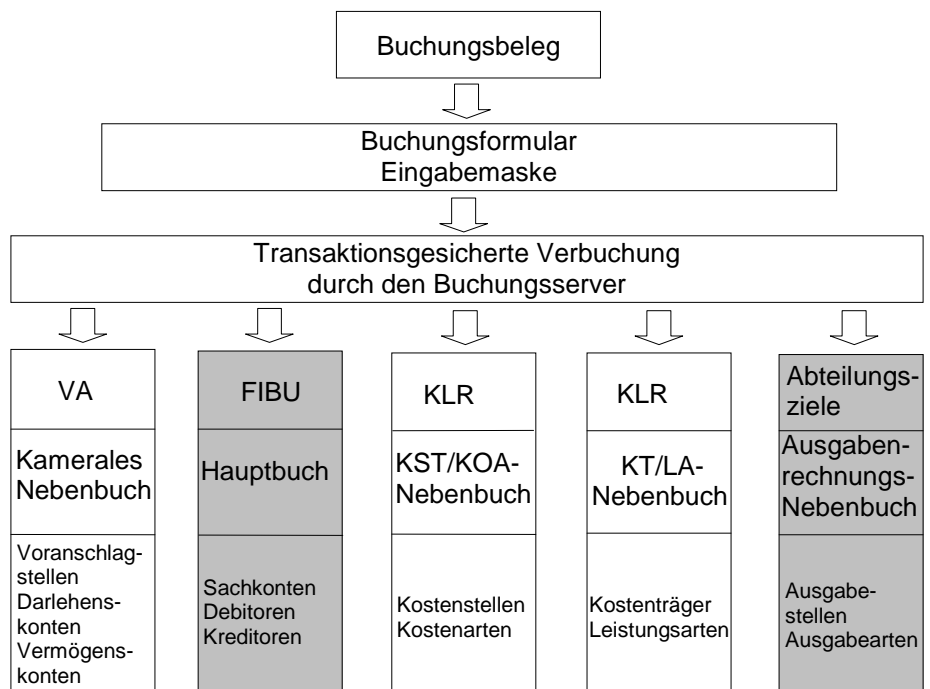 Buchungsbeleg
Buchungsformular
Eingabemaske
Transaktionsgesicherte Verbuchung
durch den Buchungsserver
VA
Kamerales
Nebenbuch
Voranschlag-
stellen
Darlehens-
konten
Vermögens-
konten
FIBU
Hauptbuch
Sachkonten
Debitoren
Kreditoren
KLR
KST/KOA-
Nebenbuch
Kostenstellen
Kostenarten
KLR
KT/LA-
Nebenbuch
Kostenträger
Leistungsarten
Abteilungs-
ziele
Ausgaben-
rechnungs-
Nebenbuch
Ausgabe-
stellen
Ausgabearten